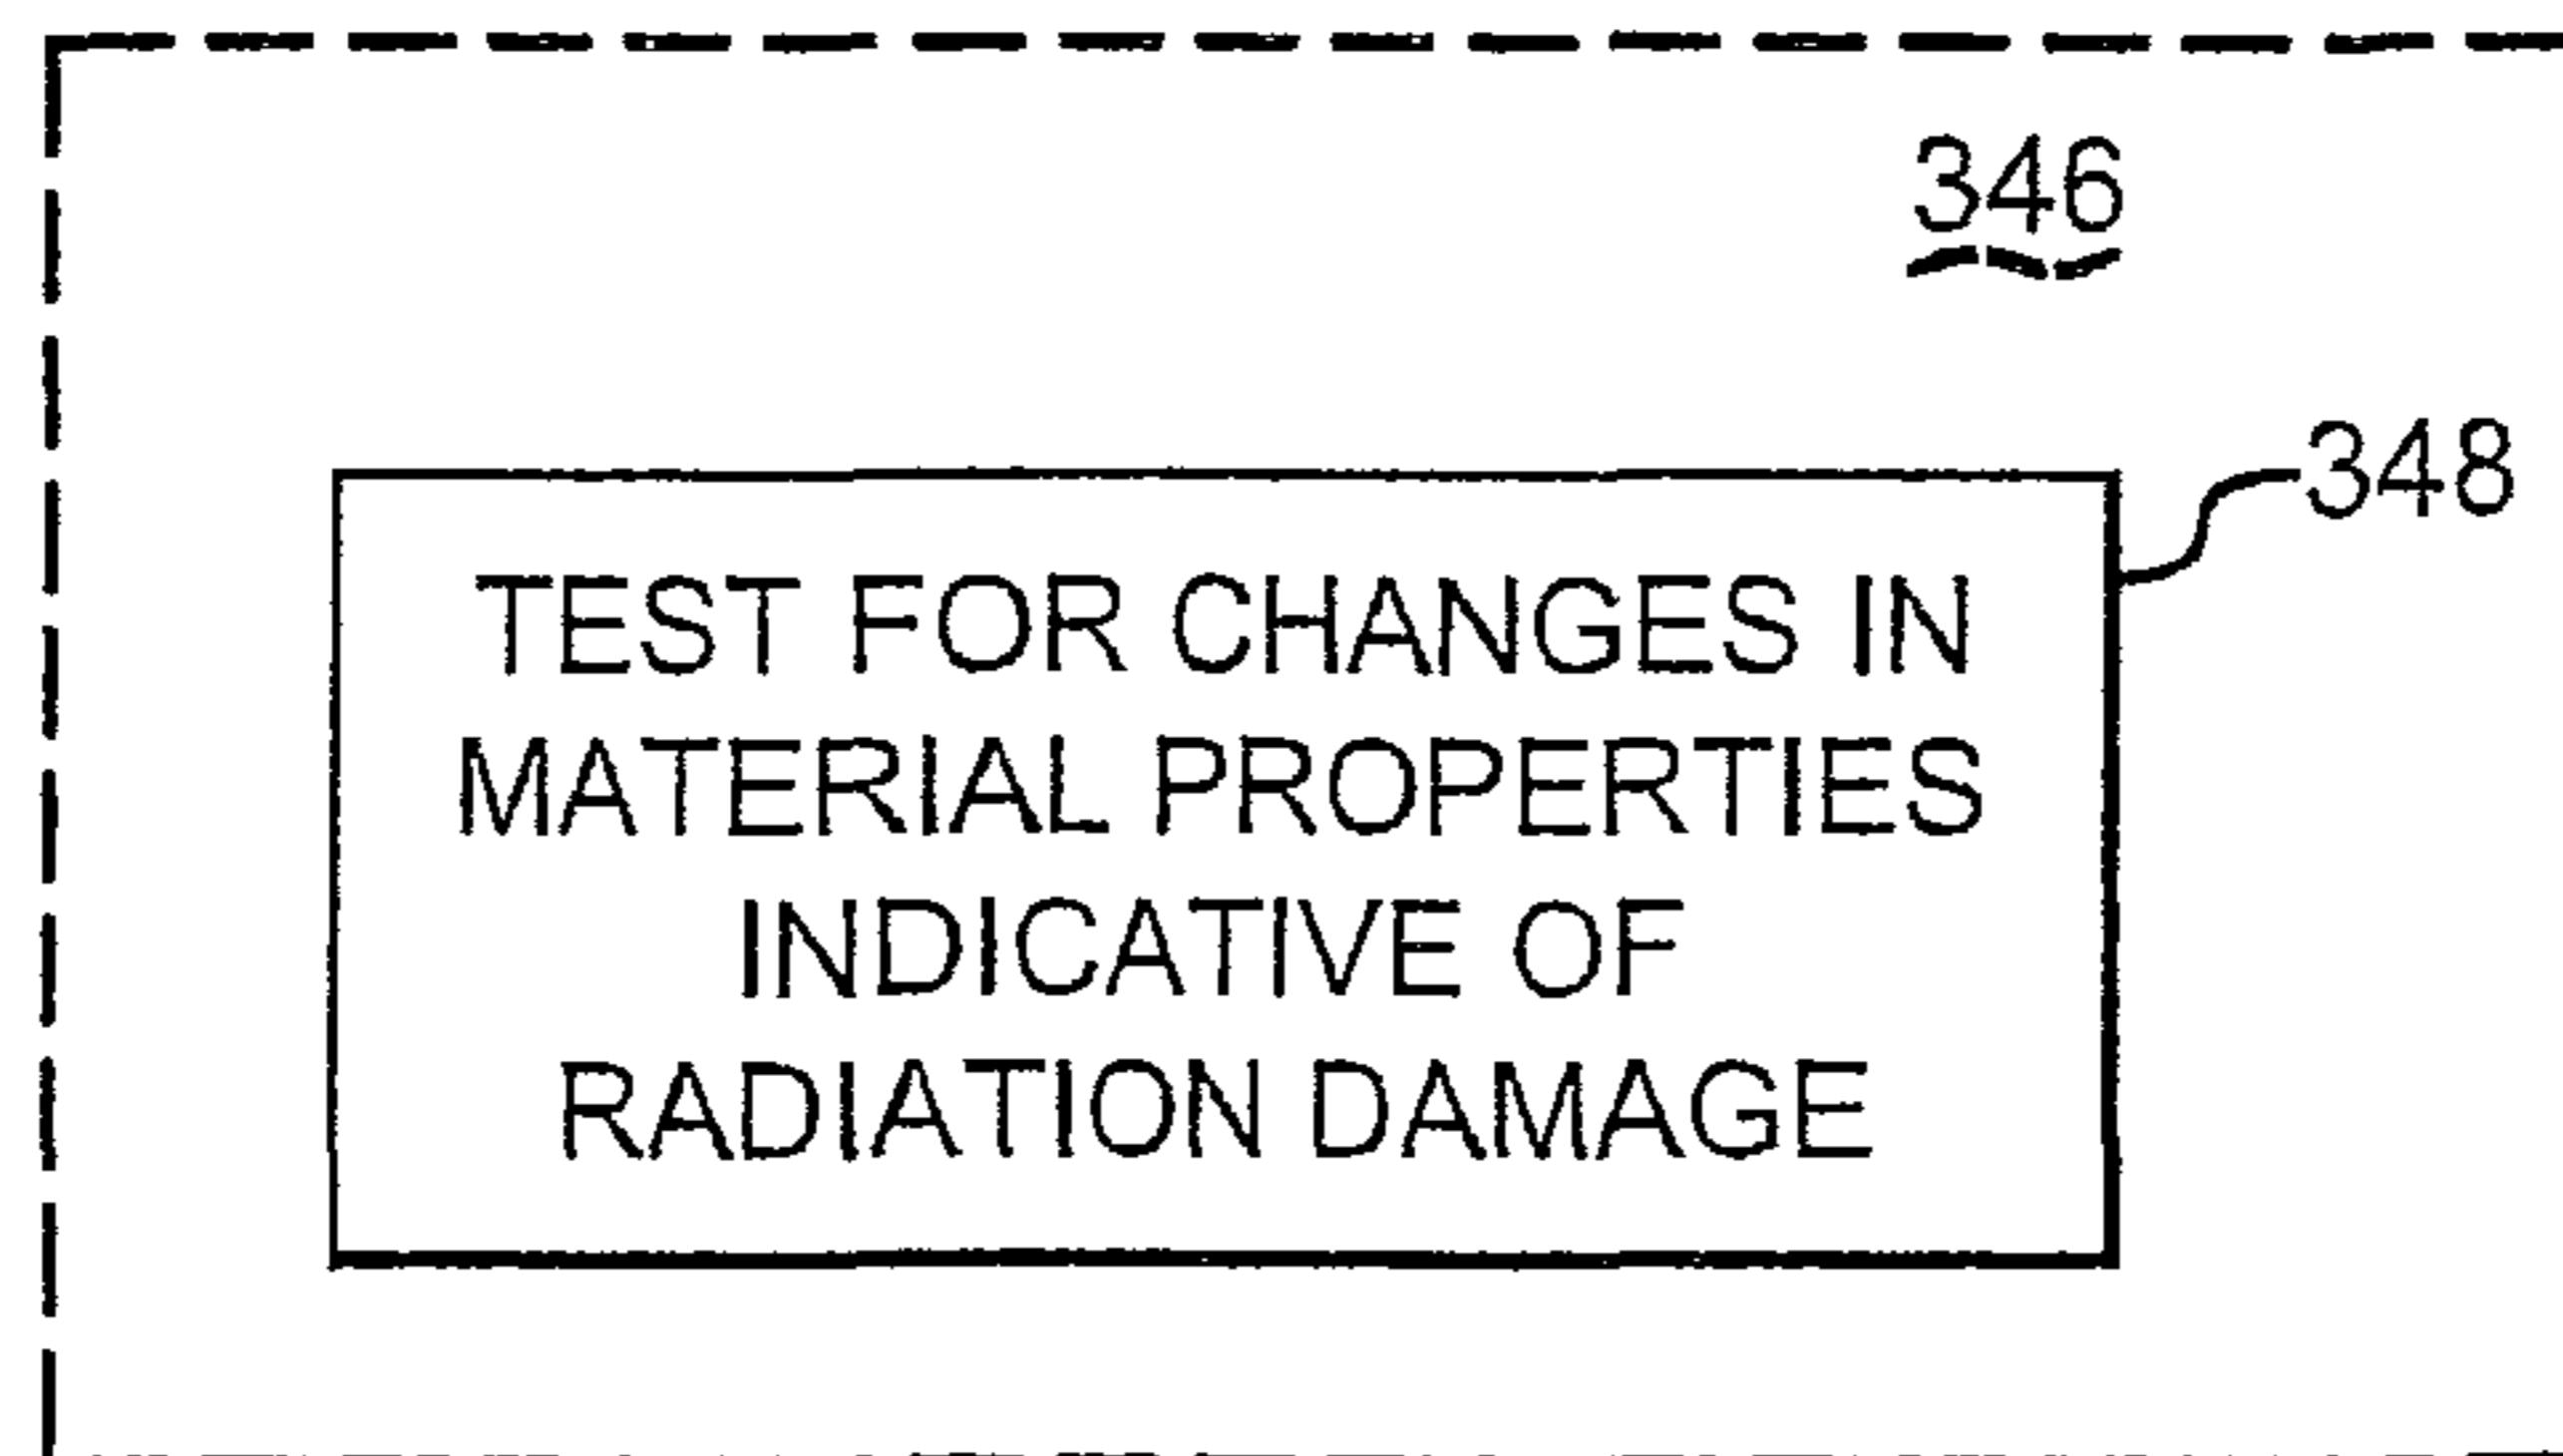 346
348
TEST FOR CHANGES IN
MATERIAL PROPERTIES
INDICATIVE OF
RADIATION DAMAGE